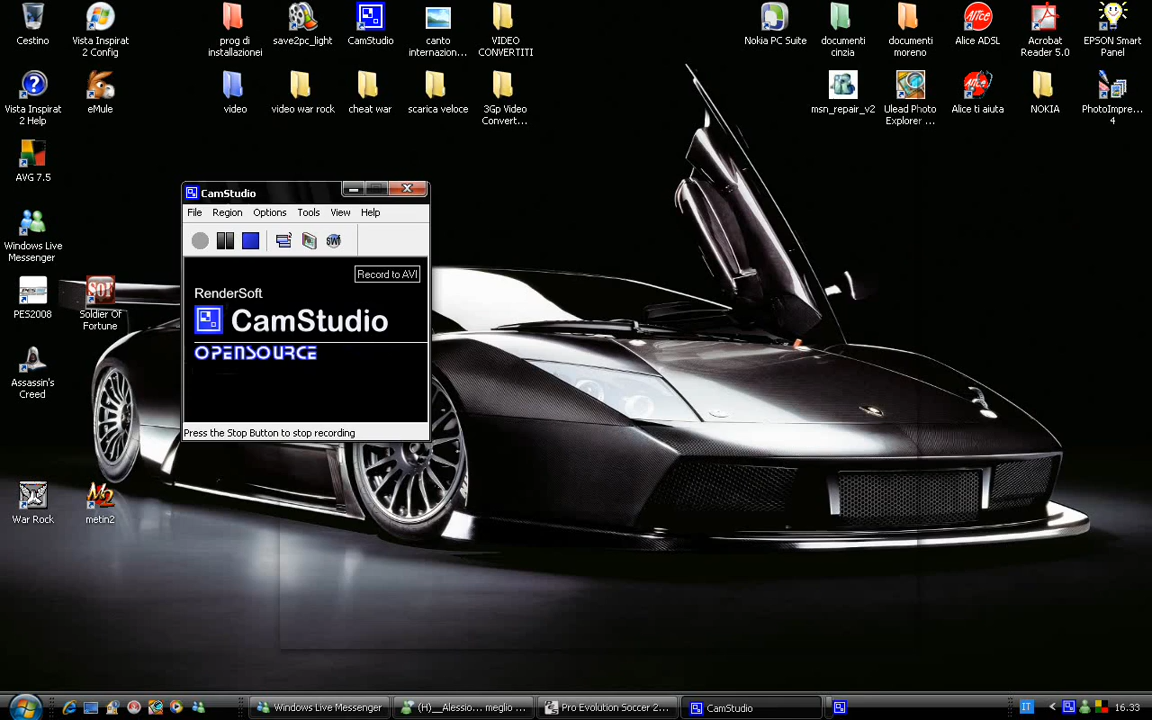 Cestino
Vista Inspirat
2 Config
prog di
installazioni
save2pc_light
CamStudio
canto
internazion...
VIDEO
CONVERTITI
Nokia PC Suite
documenti
cinzia
documenti
moreno
Alice ADSL
Acrobat
Reader 5.0
EPSON Smart
Panel
Vista Inspirat
2 Help
eMule
video
video war rock
cheat war
scarica veloce
3Gp Video
Convert...
msn_repair_v2
Ulead Photo
Explorer ...
Alice ti aiuta
NOKIA
PhotoImpre...
4
AVG 7.5
Windows Live
Messenger
PES2008
Soldier Of
Fortune
Assassin's
Creed
War Rock
metin2
CamStudio
File Region Options Tools View Help
SWF
Record to AVI
RenderSoft
CamStudio
OPENSOURCE
Press the Stop Button to stop recording
Windows Live Messenger
(H)__Alessio... meglio ...
Pro Evolution Soccer 2...
CamStudio
IT
16.33